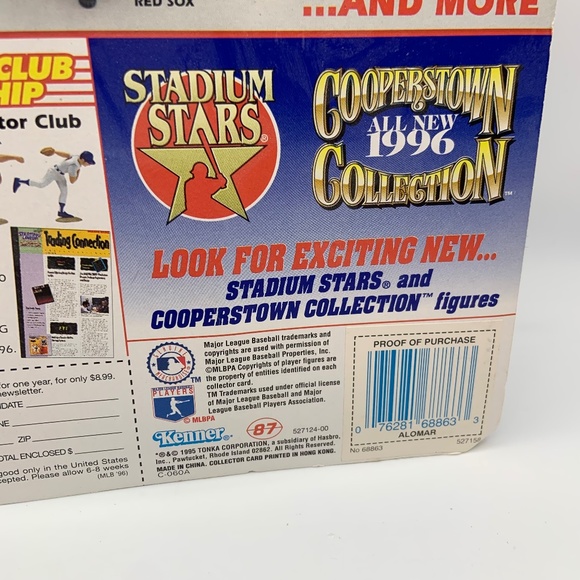 RED SOX
...AND MORE
CLUB
HIP
tor Club
Trading Connection
STADIUM
STARS®
COOPERSTOWN
ALL NEW
1996
COLLECTION™
LOOK FOR EXCITING NEW...
STADIUM STARS® and
COOPERSTOWN COLLECTION™ figures
G
96.
for one year, for only $8.99.
newsletter.
DATE
NE
ZIP
TOTAL ENCLOSED $
good only in the United States
cepted. Please allow 6-8 weeks
(MLB '96)
Major League Baseball trademarks and
copyrights are used with permission of
Major League Baseball Properties, Inc.
©MLBPA Copyrights of player figures are
the property of entities identified on each
collector card.
TM Trademarks used under official license
of Major League Baseball and Major
League Baseball Players Association.
PLAYERS
© MLBPA
Kenner®
87
527124-00
®*&© 1995 TONKA CORPORATION, a subsidiary of Hasbro,
Inc., Pawtucket, Rhode Island 02862. All Rights Reserved.
MADE IN CHINA. COLLECTOR CARD PRINTED IN HONG KONG.
C-060A
PROOF OF PURCHASE
0 76281 68863 3
ALOMAR
No 68863
527158